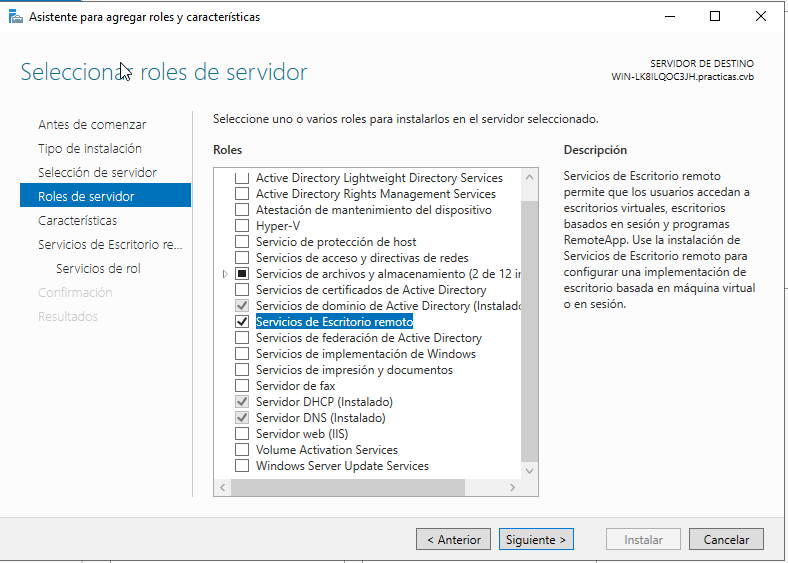 Asistente para agregar roles y características
Seleccionar roles de servidor
SERVIDOR DE DESTINO
WIN-LK8ILQOC3JH.practicas.cvb
Antes de comenzar
Tipo de instalación
Selección de servidor
Roles de servidor
Características
Servicios de Escritorio re...
Servicios de rol
Confirmación
Resultados
Seleccione uno o varios roles para instalarlos en el servidor seleccionado.
Roles
Active Directory Lightweight Directory Services
Active Directory Rights Management Services
Atestación de mantenimiento del dispositivo
Hyper-V
Servicio de protección de host
Servicios de acceso y directivas de redes
Servicios de archivos y almacenamiento (2 de 12 in
Servicios de certificados de Active Directory
Servicios de dominio de Active Directory (Instalado
Servicios de Escritorio remoto
Servicios de federación de Active Directory
Servicios de implementación de Windows
Servicios de impresión y documentos
Servidor de fax
Servidor DHCP (Instalado)
Servidor DNS (Instalado)
Servidor web (IIS)
Volume Activation Services
Windows Server Update Services
Descripción
Servicios de Escritorio remoto
permite que los usuarios accedan a
escritorios virtuales, escritorios
basados en sesión y programas
RemoteApp. Use la instalación de
Servicios de Escritorio remoto para
configurar una implementación de
escritorio basada en máquina virtual
o en sesión.
< Anterior
Siguiente >
Instalar
Cancelar